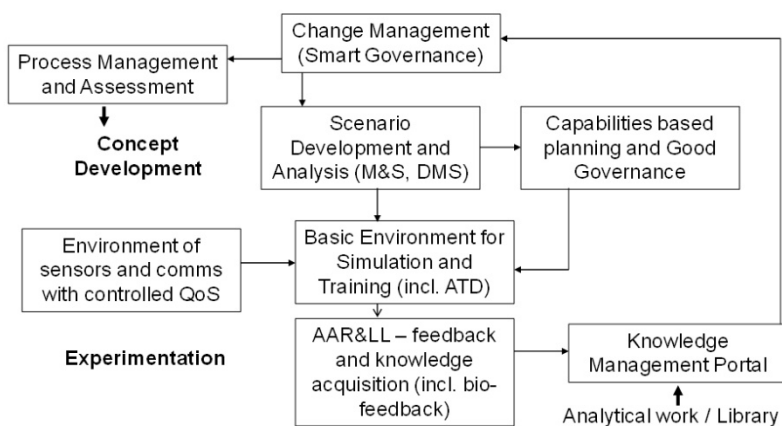 Change Management
(Smart Governance)
Process Management
and Assessment
Concept
Development
Scenario
Development and
Analysis (M&S, DMS)
Capabilities based
planning and Good
Governance
Environment of
sensors and comms
with controlled QoS
Basic Environment for
Simulation and
Training (incl. ATD)
Experimentation
AAR&LL – feedback
and knowledge
acquisition (incl. bio-
feedback)
Knowledge
Management Portal
Analytical work / Library